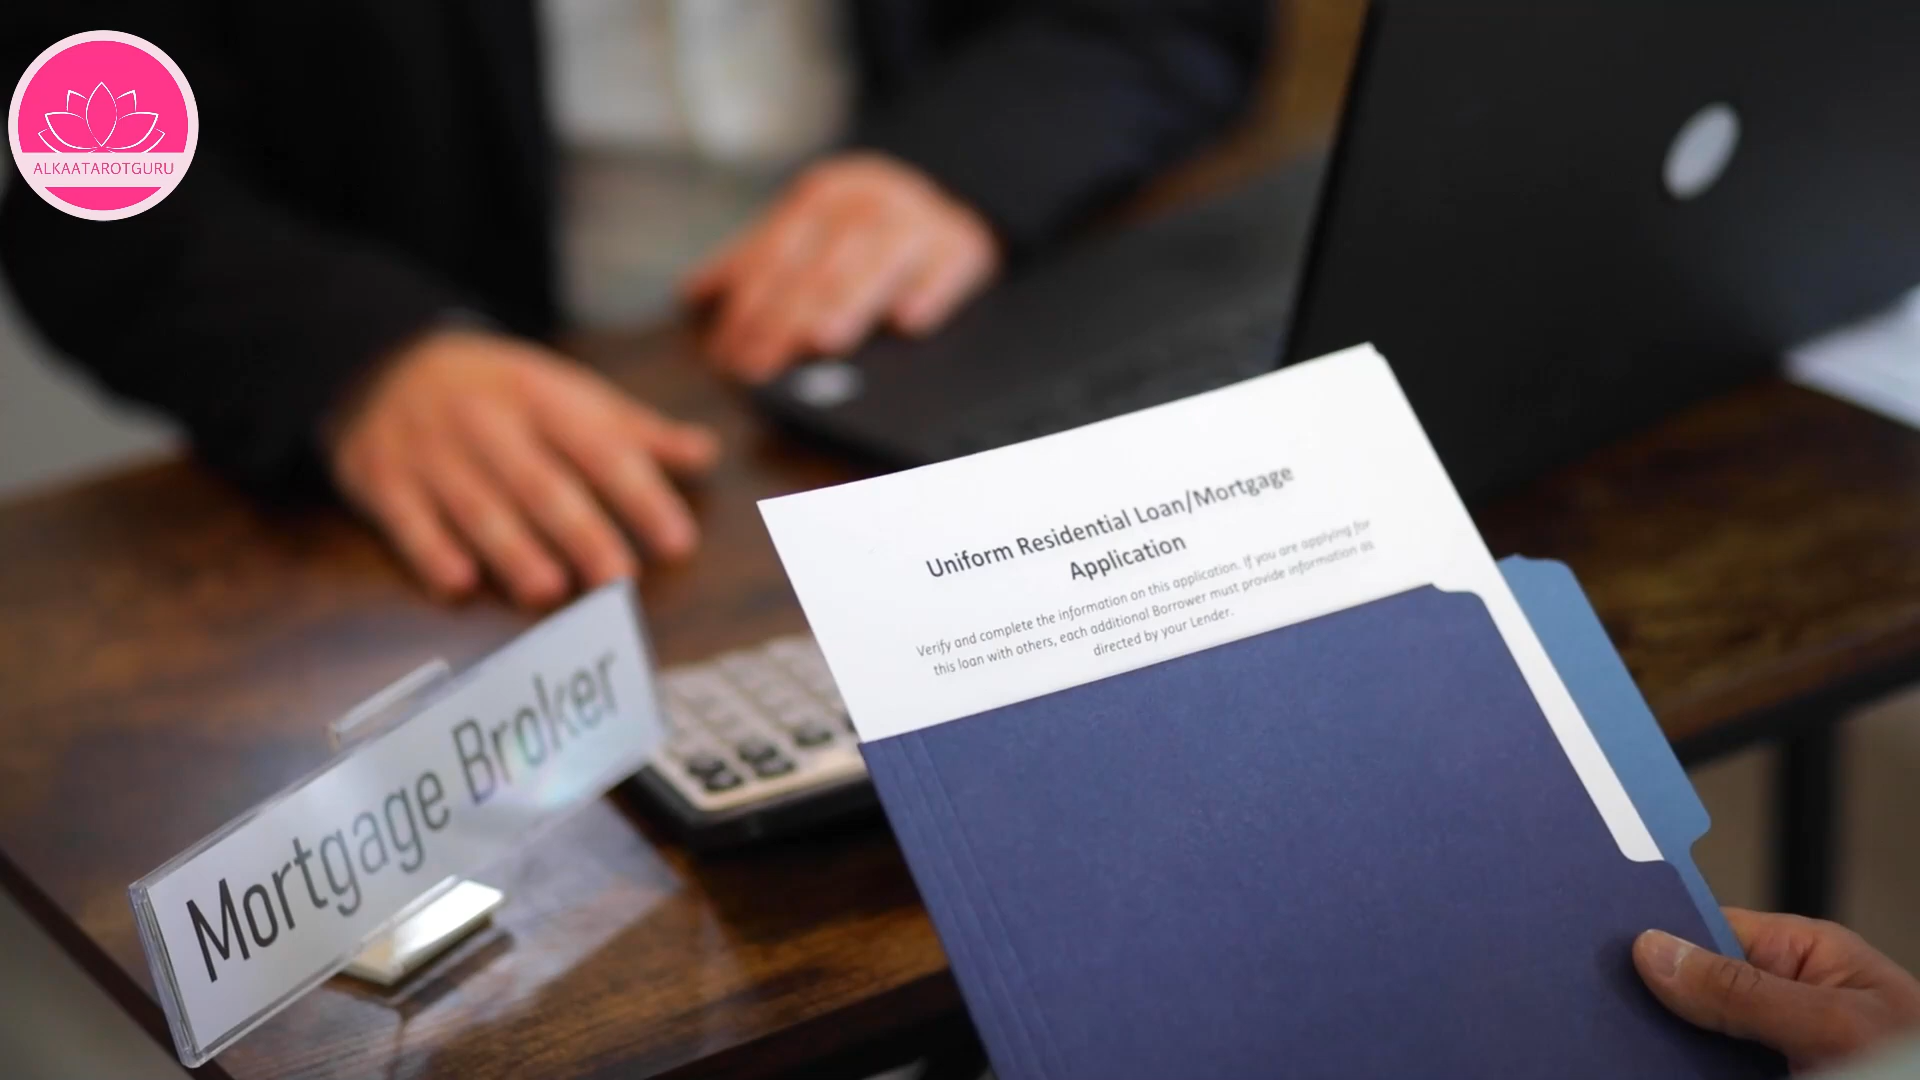 ALKAATAROTGURU
Uniform Residential Loan/Mortgage
Application
Verify and complete the information on this application. If you are applying for
this loan with others, each additional Borrower must provide information as
directed by your Lender.
Mortgage Broker